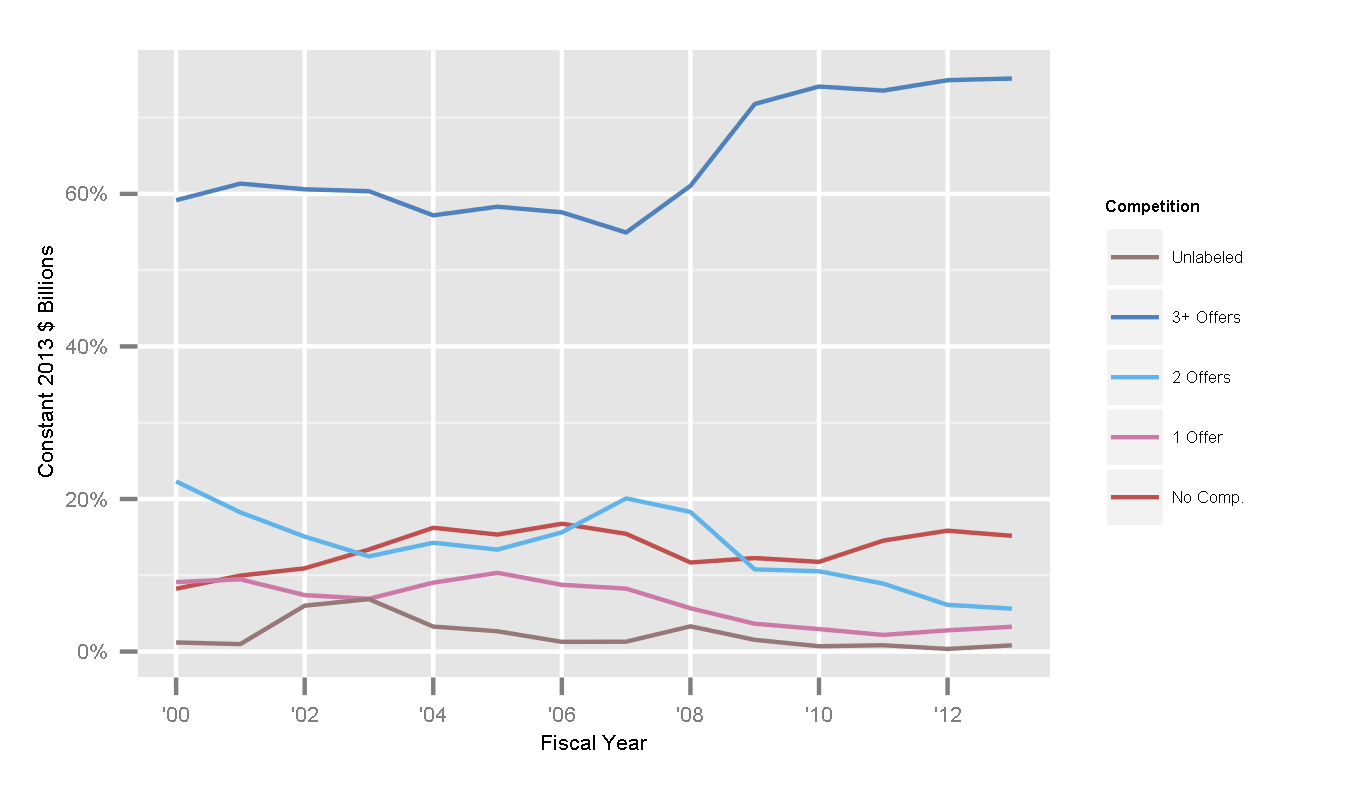 60%
40%
20%
0%
Constant 2013 $ Billions
'00
'02
'04
'06
'08
'10
'12
Fiscal Year
Competition
Unlabeled
3+ Offers
2 Offers
1 Offer
No Comp.